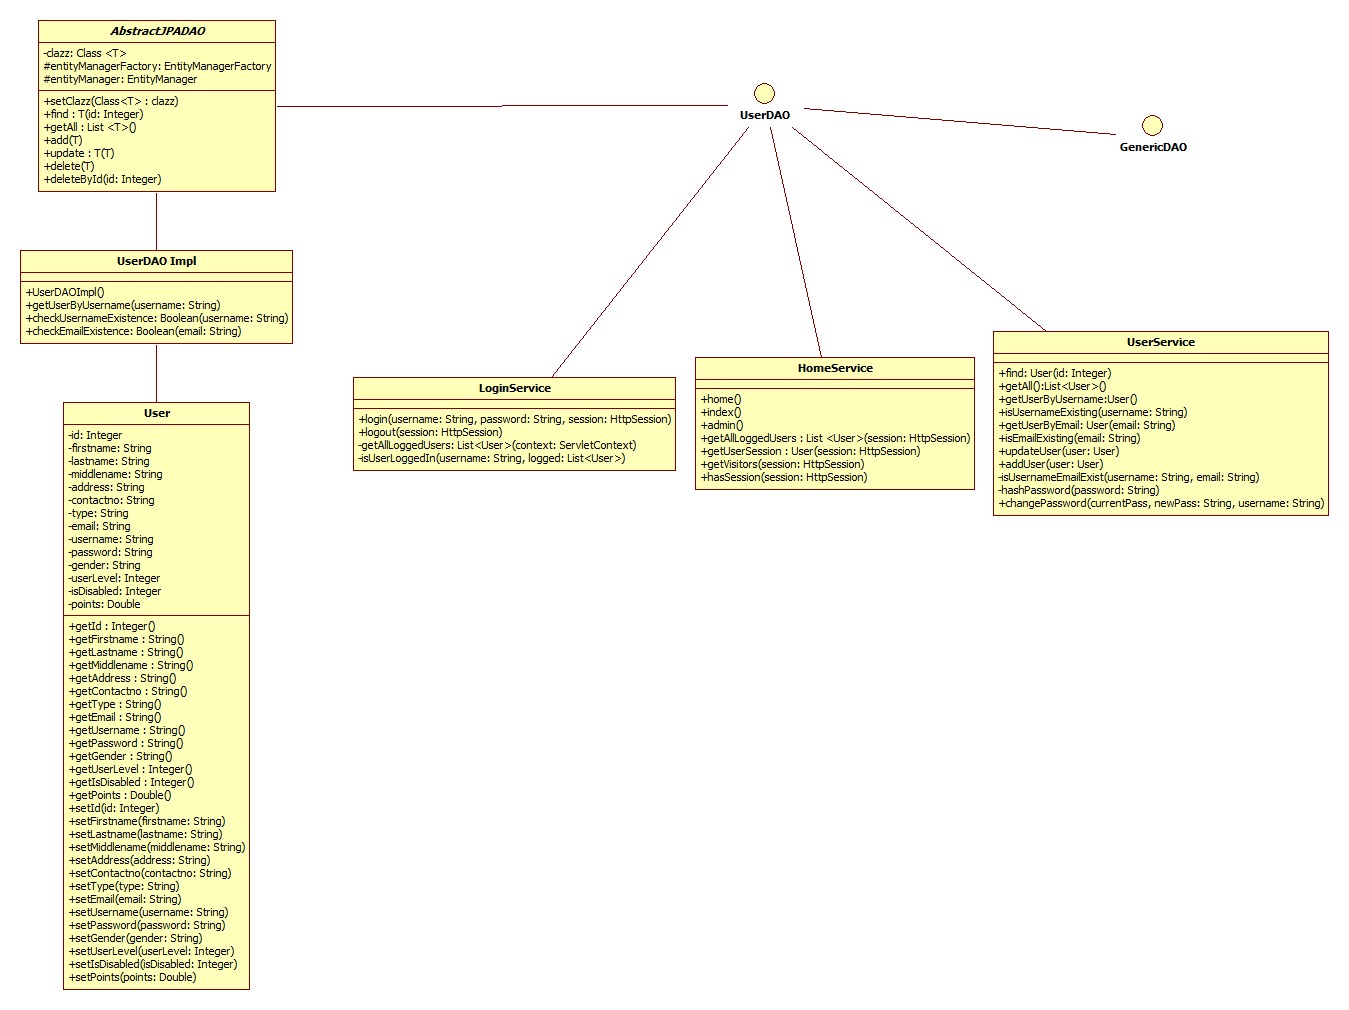 AbstractJPADAO
-clazz: Class <T>
#entityManagerFactory: EntityManagerFactory
#entityManager: EntityManager
+setClazz(Class<T> : clazz)
+find : T(id: Integer)
+getAll : List <T>()
+add(T)
+update : T(T)
+delete(T)
+deleteById(id: Integer)
UserDAO
GenericDAO
UserDAO Impl
+UserDAOImpl()
+getUserByUsername(username: String)
+checkUsernameExistence: Boolean(username: String)
+checkEmailExistence: Boolean(email: String)
User
-id: Integer
-firstname: String
-lastname: String
-middlename: String
-address: String
-contactno: String
-type: String
-email: String
-username: String
-password: String
-gender: String
-userLevel: Integer
-isDisabled: Integer
-points: Double
+getId : Integer()
+getFirstname : String()
+getLastname : String()
+getMiddlename : String()
+getAddress : String()
+getContactno : String()
+getType : String()
+getEmail : String()
+getUsername : String()
+getPassword : String()
+getGender : String()
+getUserLevel : Integer()
+getIsDisabled : Integer()
+getPoints : Double()
+setId(id: Integer)
+setFirstname(firstname: String)
+setLastname(lastname: String)
+setMiddlename(middlename: String)
+setAddress(address: String)
+setContactno(contactno: String)
+setType(type: String)
+setEmail(email: String)
+setUsername(username: String)
+setPassword(password: String)
+setGender(gender: String)
+setUserLevel(userLevel: Integer)
+setIsDisabled(isDisabled: Integer)
+setPoints(points: Double)
LoginService
+login(username: String, password: String, session: HttpSession)
+logout(session: HttpSession)
-getAllLoggedUsers: List<User>(context: ServletContext)
-isUserLoggedIn(username: String, logged: List<User>)
HomeService
+home()
+index()
+admin()
+getAllLoggedUsers : List <User>(session: HttpSession)
+getUserSession : User(session: HttpSession)
+getVisitors(session: HttpSession)
+hasSession(session: HttpSession)
UserService
+find: User(id: Integer)
+getAll():List<User>()
+getUserByUsername:User()
+isUsernameExisting(username: String)
+getUserByEmail: User(email: String)
+isEmailExisting(email: String)
+updateUser(user: User)
+addUser(user: User)
-isUsernameEmailExist(username: String, email: String)
-hashPassword(password: String)
+changePassword(currentPass, newPass: String, username: String)